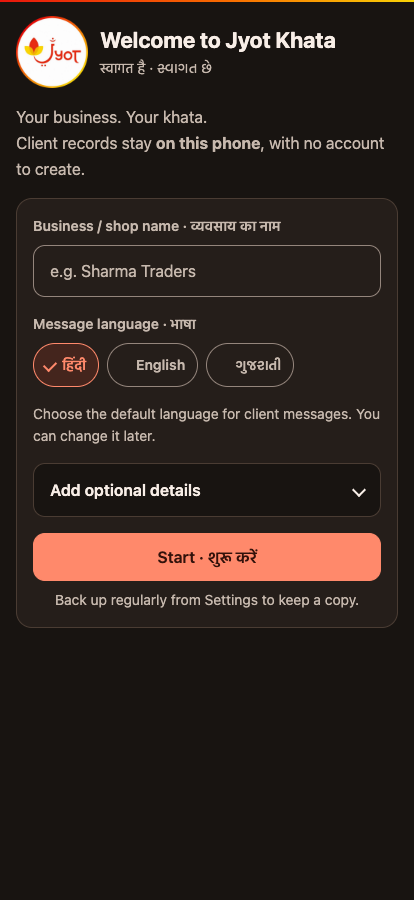 Jyot
Welcome to Jyot Khata
स्वागत है · સ્વાગત છે
Your business. Your khata.
Client records stay on this phone, with no account
to create.
Business / shop name · व्यवसाय का नाम
e.g. Sharma Traders
Message language · भाषा
हिंदी
English
ગુજરાતી
Choose the default language for client messages. You
can change it later.
Add optional details
Start · शुरू करें
Back up regularly from Settings to keep a copy.